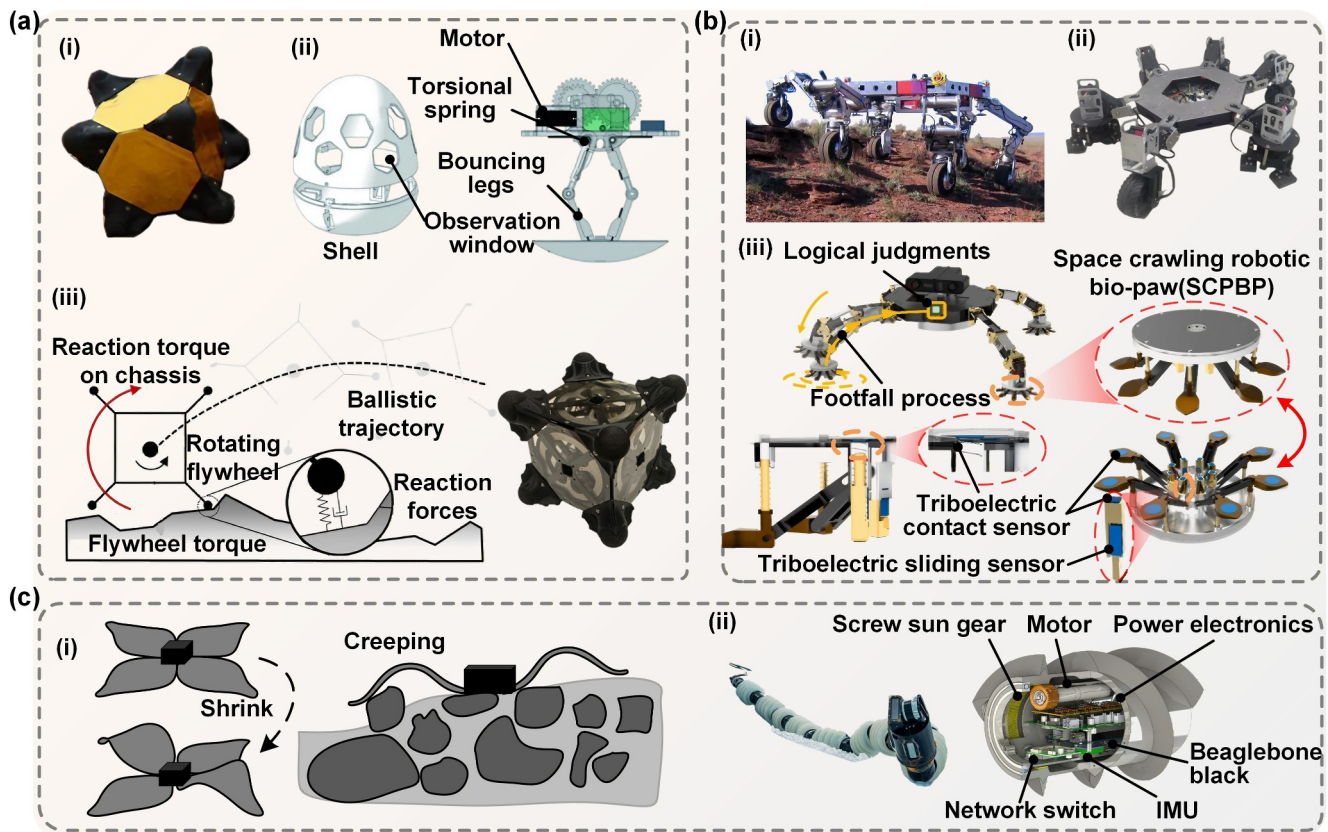 (a)
(i)
(ii)
Motor
Torsional
spring
Bouncing
legs
Observation
window
Shell
(iii)
Reaction torque
on chassis
Rotating
flywheel
Ballistic
trajectory
Reaction
forces
Flywheel torque
(b)
(i)
(ii)
(iii)
Logical judgments
Footfall process
Space crawling robotic
bio-paw(SCPBP)
Triboelectric
contact sensor
Triboelectric sliding sensor
(c)
(i)
Shrink
Creeping
(ii)
Screw sun gear
Motor
Power electronics
Beaglebone
black
Network switch
IMU